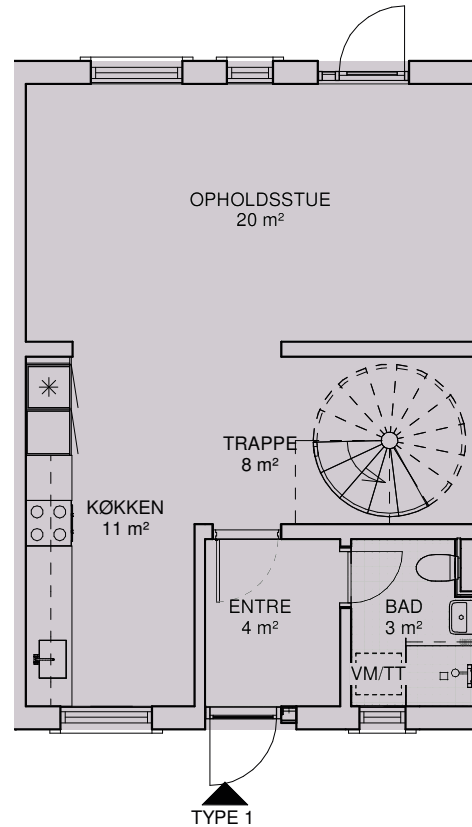 OPHOLDSSTUE
20 m²
TRAPPE
8 m²
KØKKEN
11 m²
ENTRE
4 m²
BAD
3 m²
VM/TT
TYPE 1